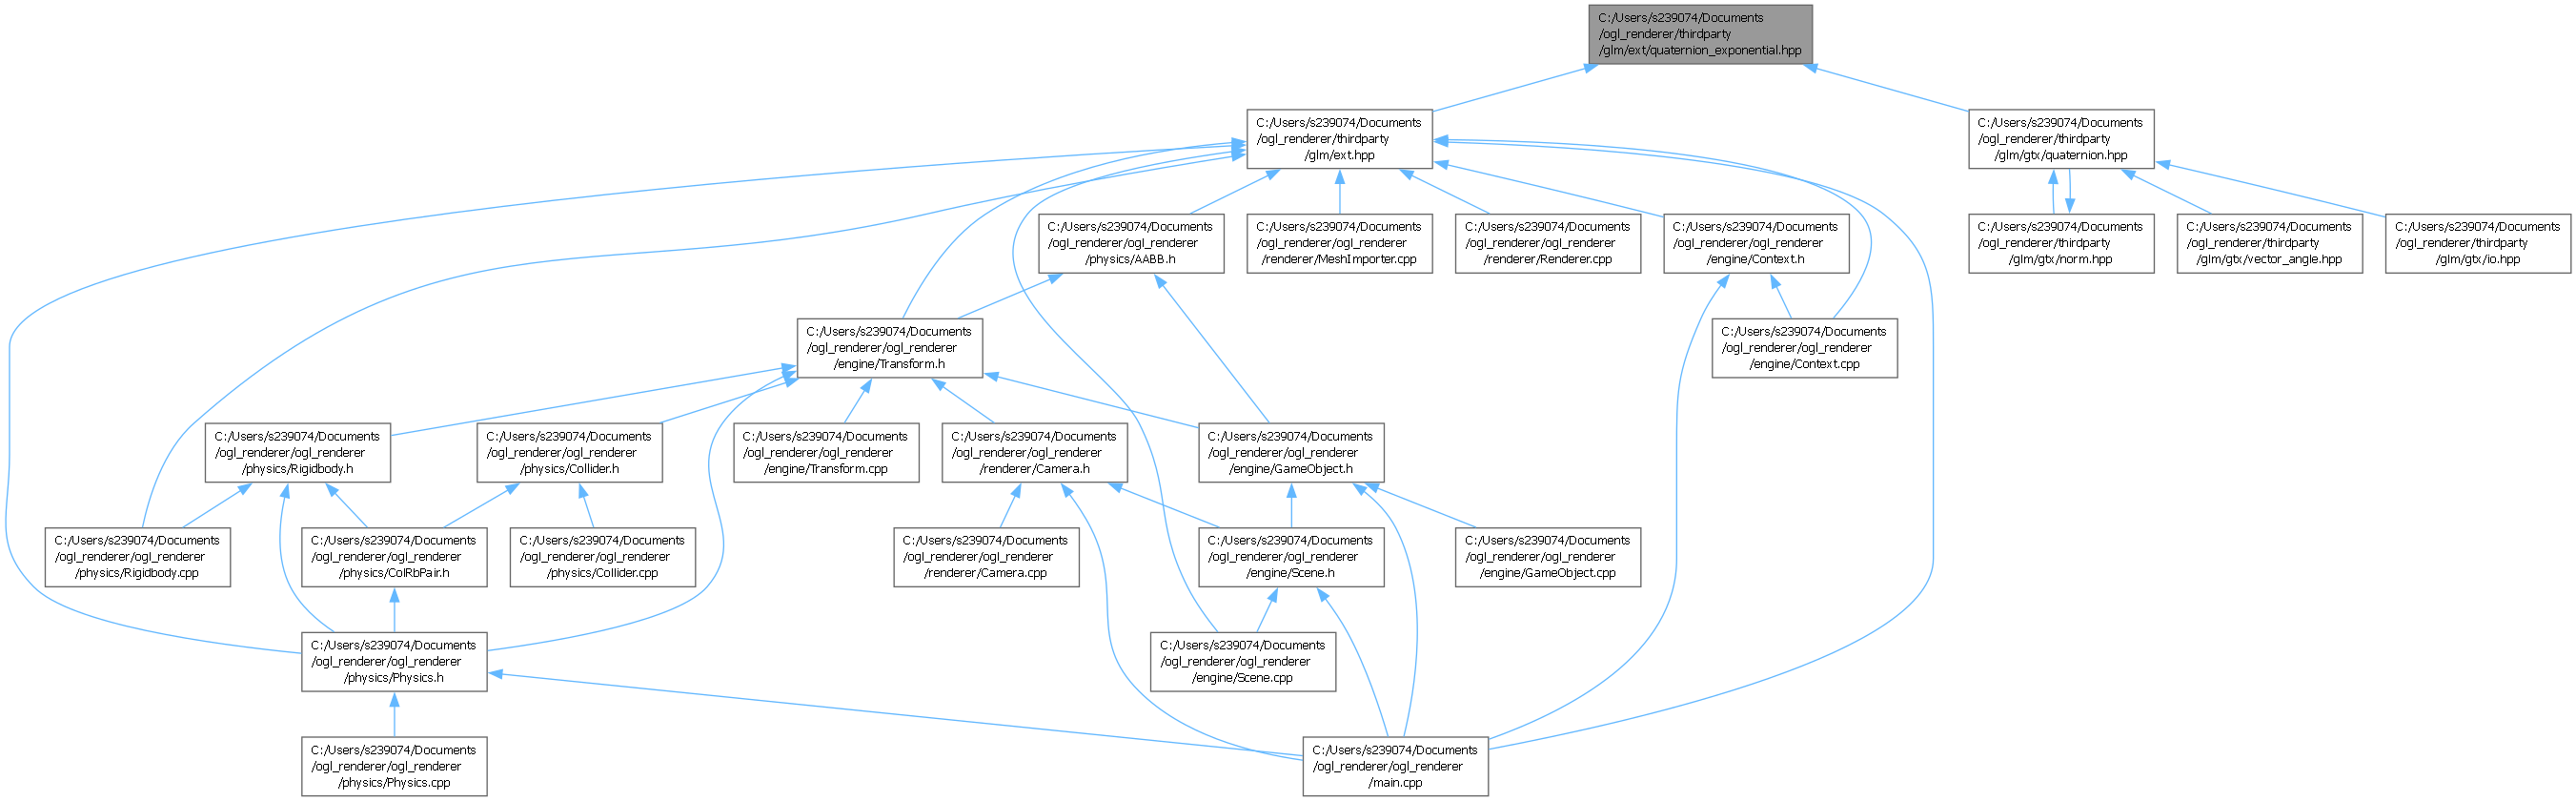 C:/Users/s239074/Documents
/ogl_renderer/thirdparty
/glm/ext/quaternion_exponential.hpp
C:/Users/s239074/Documents
/ogl_renderer/thirdparty
/glm/ext.hpp
C:/Users/s239074/Documents
/ogl_renderer/thirdparty
/glm/gtx/quaternion.hpp
C:/Users/s239074/Documents
/ogl_renderer/ogl_renderer
/physics/AABB.h
C:/Users/s239074/Documents
/ogl_renderer/ogl_renderer
/renderer/MeshImporter.cpp
C:/Users/s239074/Documents
/ogl_renderer/ogl_renderer
/renderer/Renderer.cpp
C:/Users/s239074/Documents
/ogl_renderer/ogl_renderer
/engine/Context.h
C:/Users/s239074/Documents
/ogl_renderer/thirdparty
/glm/gtx/norm.hpp
C:/Users/s239074/Documents
/ogl_renderer/thirdparty
/glm/gtx/vector_angle.hpp
C:/Users/s239074/Documents
/ogl_renderer/thirdparty
/glm/gtx/io.hpp
C:/Users/s239074/Documents
/ogl_renderer/ogl_renderer
/engine/Transform.h
C:/Users/s239074/Documents
/ogl_renderer/ogl_renderer
/engine/Context.cpp
C:/Users/s239074/Documents
/ogl_renderer/ogl_renderer
/physics/Rigidbody.h
C:/Users/s239074/Documents
/ogl_renderer/ogl_renderer
/physics/Collider.h
C:/Users/s239074/Documents
/ogl_renderer/ogl_renderer
/engine/Transform.cpp
C:/Users/s239074/Documents
/ogl_renderer/ogl_renderer
/renderer/Camera.h
C:/Users/s239074/Documents
/ogl_renderer/ogl_renderer
/engine/GameObject.h
C:/Users/s239074/Documents
/ogl_renderer/ogl_renderer
/physics/Rigidbody.cpp
C:/Users/s239074/Documents
/ogl_renderer/ogl_renderer
/physics/ColRbPair.h
C:/Users/s239074/Documents
/ogl_renderer/ogl_renderer
/physics/Collider.cpp
C:/Users/s239074/Documents
/ogl_renderer/ogl_renderer
/renderer/Camera.cpp
C:/Users/s239074/Documents
/ogl_renderer/ogl_renderer
/engine/Scene.h
C:/Users/s239074/Documents
/ogl_renderer/ogl_renderer
/engine/GameObject.cpp
C:/Users/s239074/Documents
/ogl_renderer/ogl_renderer
/physics/Physics.h
C:/Users/s239074/Documents
/ogl_renderer/ogl_renderer
/engine/Scene.cpp
C:/Users/s239074/Documents
/ogl_renderer/ogl_renderer
/physics/Physics.cpp
C:/Users/s239074/Documents
/ogl_renderer/ogl_renderer
/main.cpp